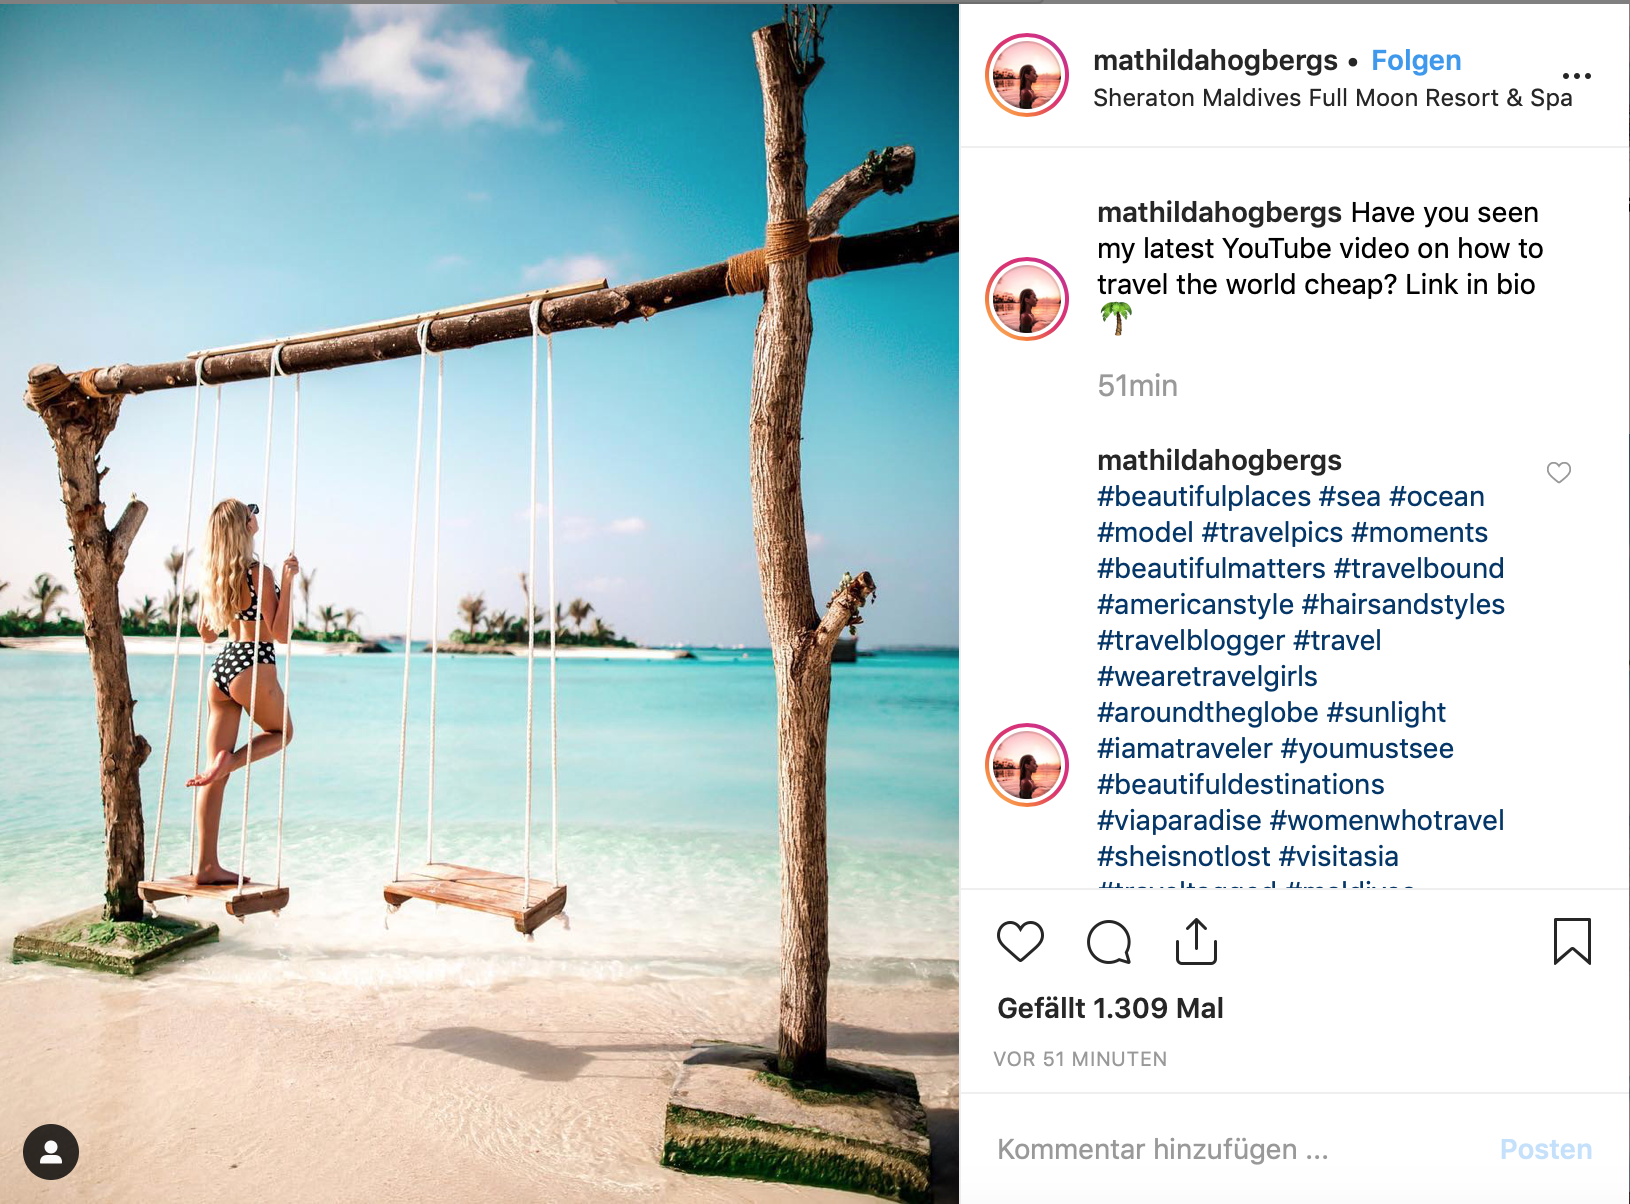 mathildahogbergs • Folgen
Sheraton Maldives Full Moon Resort & Spa
mathildahogbergs Have you seen
my latest YouTube video on how to
travel the world cheap? Link in bio
🌴
51min
mathildahogbergs
#beautifulplaces #sea #ocean
#model #travelpics #moments
#beautifulmatters #travelbound
#americanstyle #hairsandstyles
#travelblogger #travel
#wearetravelgirls
#aroundtheglobe #sunlight
#iamatraveler #youmustsee
#beautifuldestinations
#viaparadise #womenwhotravel
#sheisnotlost #visitasia
Gefällt 1.309 Mal
VOR 51 MINUTEN
Kommentar hinzufügen ... Posten